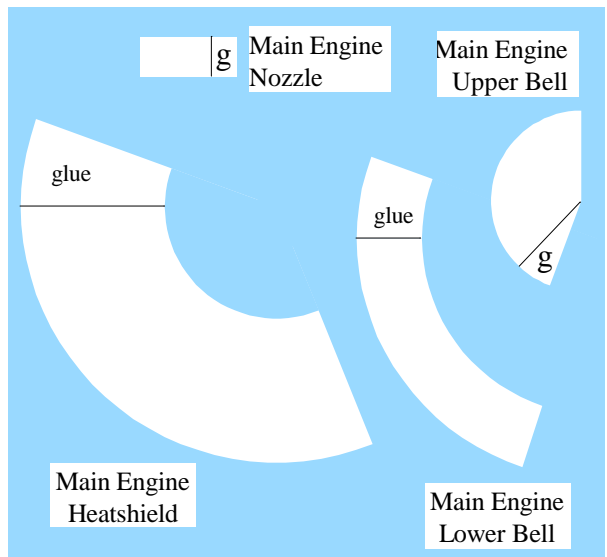 g
Main Engine
Nozzle
Main Engine
Upper Bell
glue
glue
g
Main Engine
Heatshield
Main Engine
Lower Bell